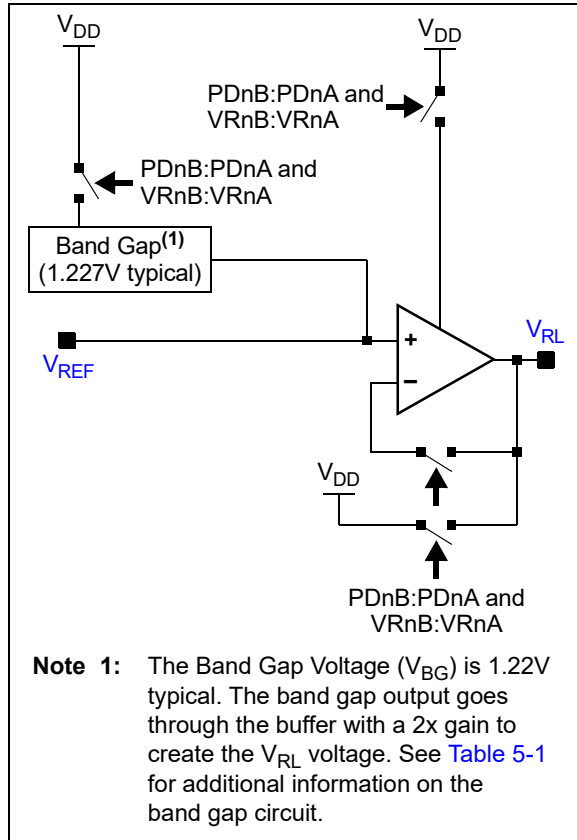 VDD
VDD
PDnB:PDnA and
VRnB:VRnA
PDnB:PDnA and
VRnB:VRnA
Band Gap(1)
(1.227V typical)
VREF
+
−
VRL
VDD
PDnB:PDnA and
VRnB:VRnA
Note 1: The Band Gap Voltage (VBG) is 1.22V
typical. The band gap output goes
through the buffer with a 2x gain to
create the VRL voltage. See Table 5-1
for additional information on the
band gap circuit.